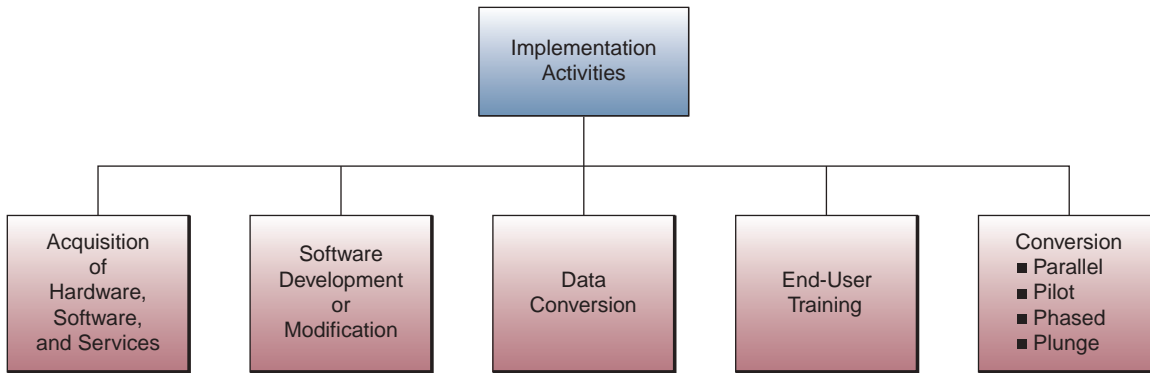 Implementation
Activities
Acquisition
of
Hardware,
Software,
and Services
Software
Development
or
Modification
Data
Conversion
End-User
Training
Conversion
■ Parallel
■ Pilot
■ Phased
■ Plunge